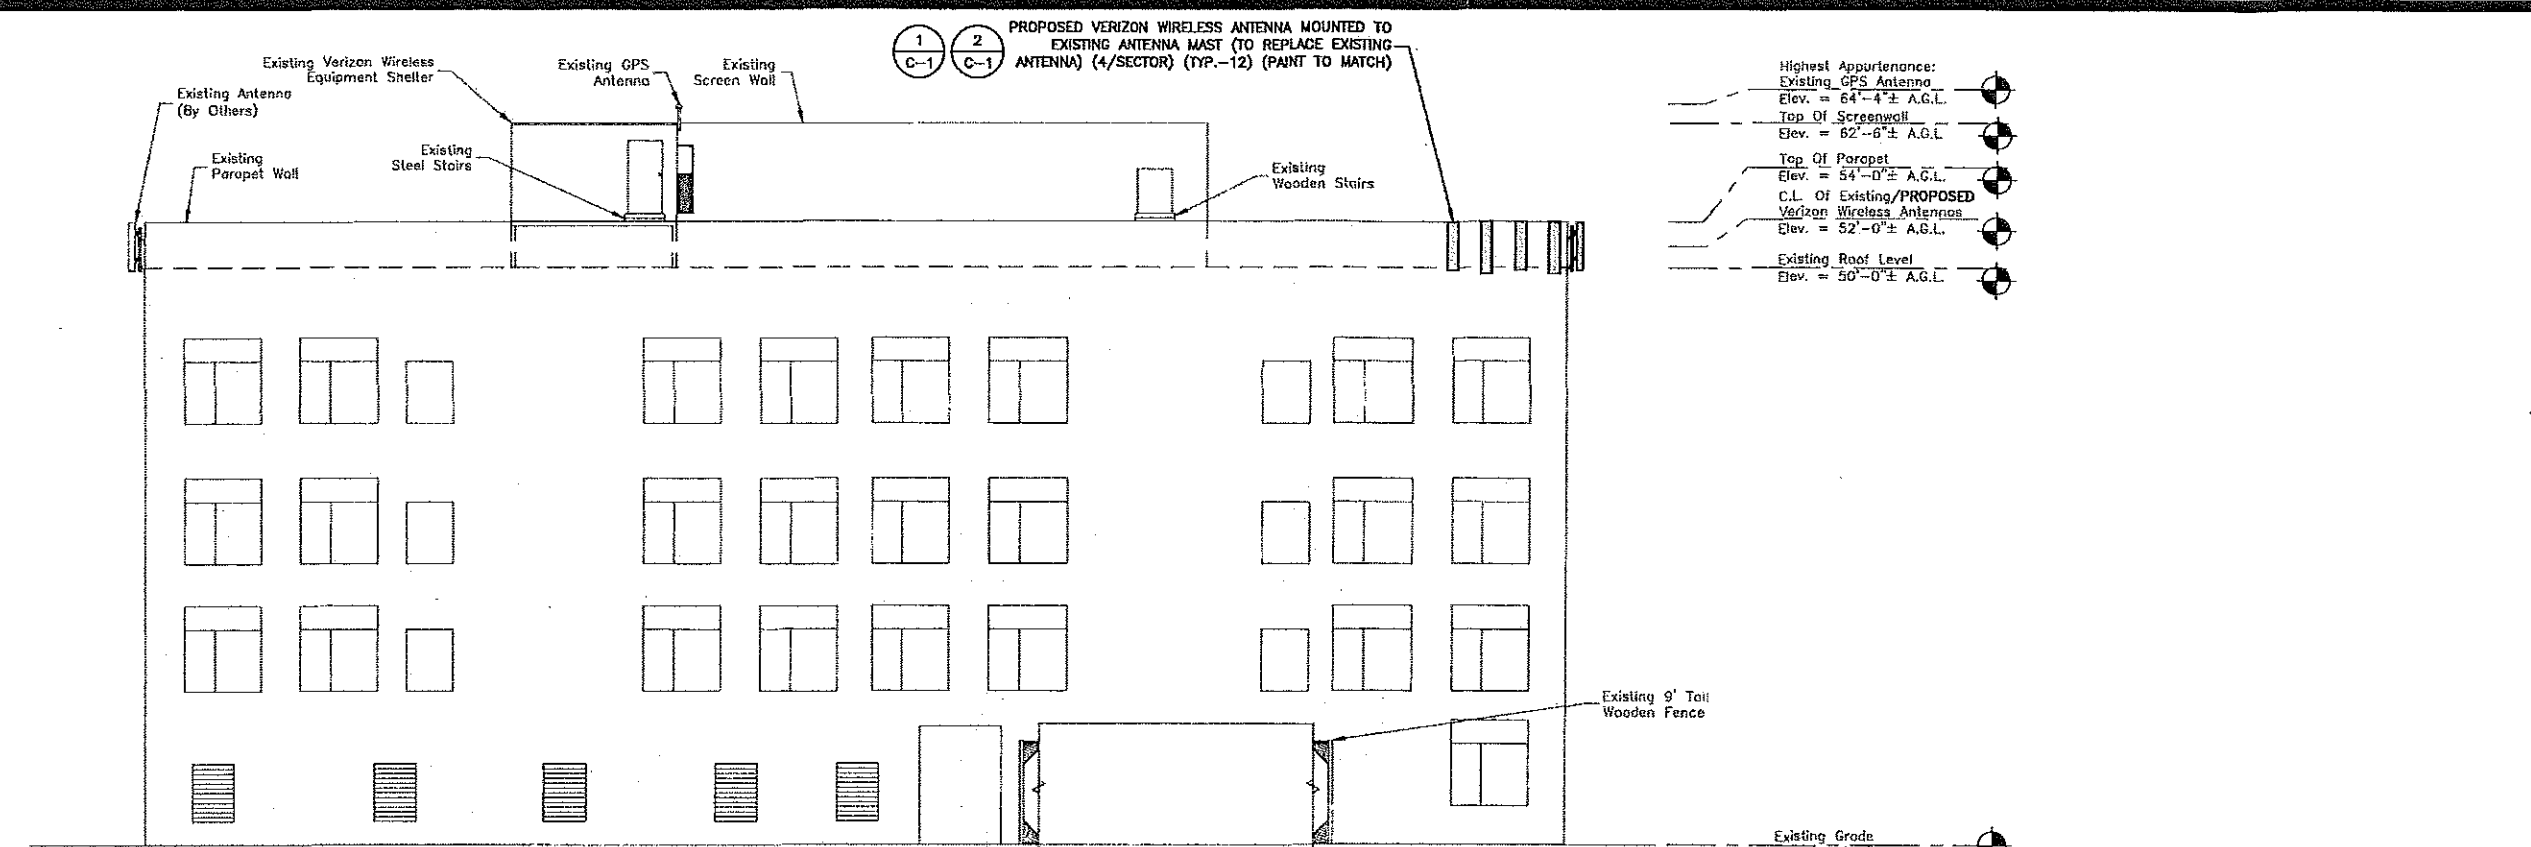 1
C-1
2
C-1
PROPOSED VERIZON WIRELESS ANTENNA MOUNTED TO
EXISTING ANTENNA MAST (TO REPLACE EXISTING
ANTENNA) (4/SECTOR) (TYP.-12) (PAINT TO MATCH)
Existing Verizon Wireless
Equipment Shelter
Existing GPS
Antenna
Existing
Screen Wall
Existing Antenna
(By Others)
Existing
Parapet Wall
Existing
Steel Stairs
Existing
Wooden Stairs
Highest Appurtenance:
Existing GPS Antenna
Elev. = 64'-4"± A.G.L.
Top Of Screenwall
Elev. = 62'-6"± A.G.L.
Top Of Parapet
Elev. = 54'-0"± A.G.L.
C.L. Of Existing/PROPOSED
Verizon Wireless Antennas
Elev. = 52'-0"± A.G.L.
Existing Roof Level
Elev. = 50'-0"± A.G.L.
Existing 9' Tall
Wooden Fence
Existing Grade